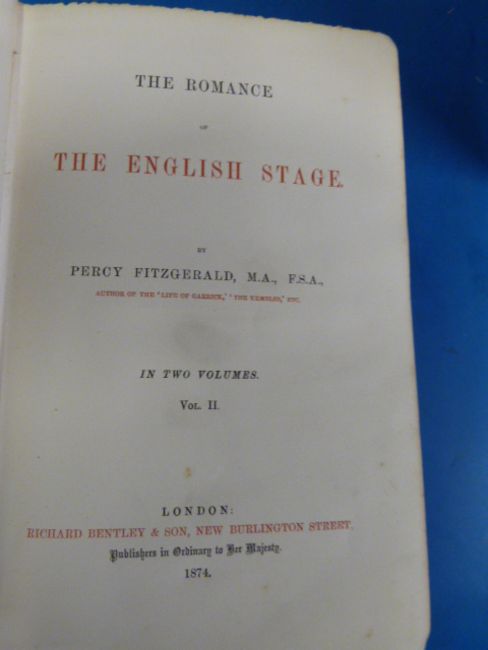 THE ROMANCE
OF
THE ENGLISH STAGE.
BY
PERCY FITZGERALD, M.A., F.S.A.,
AUTHOR OF THE 'LIFE OF GARRICK,' 'THE KEMBLES,' ETC.
IN TWO VOLUMES.
VOL. II.
LONDON:
RICHARD BENTLEY & SON, NEW BURLINGTON STREET,
Publishers in Ordinary to Her Majesty.
1874.